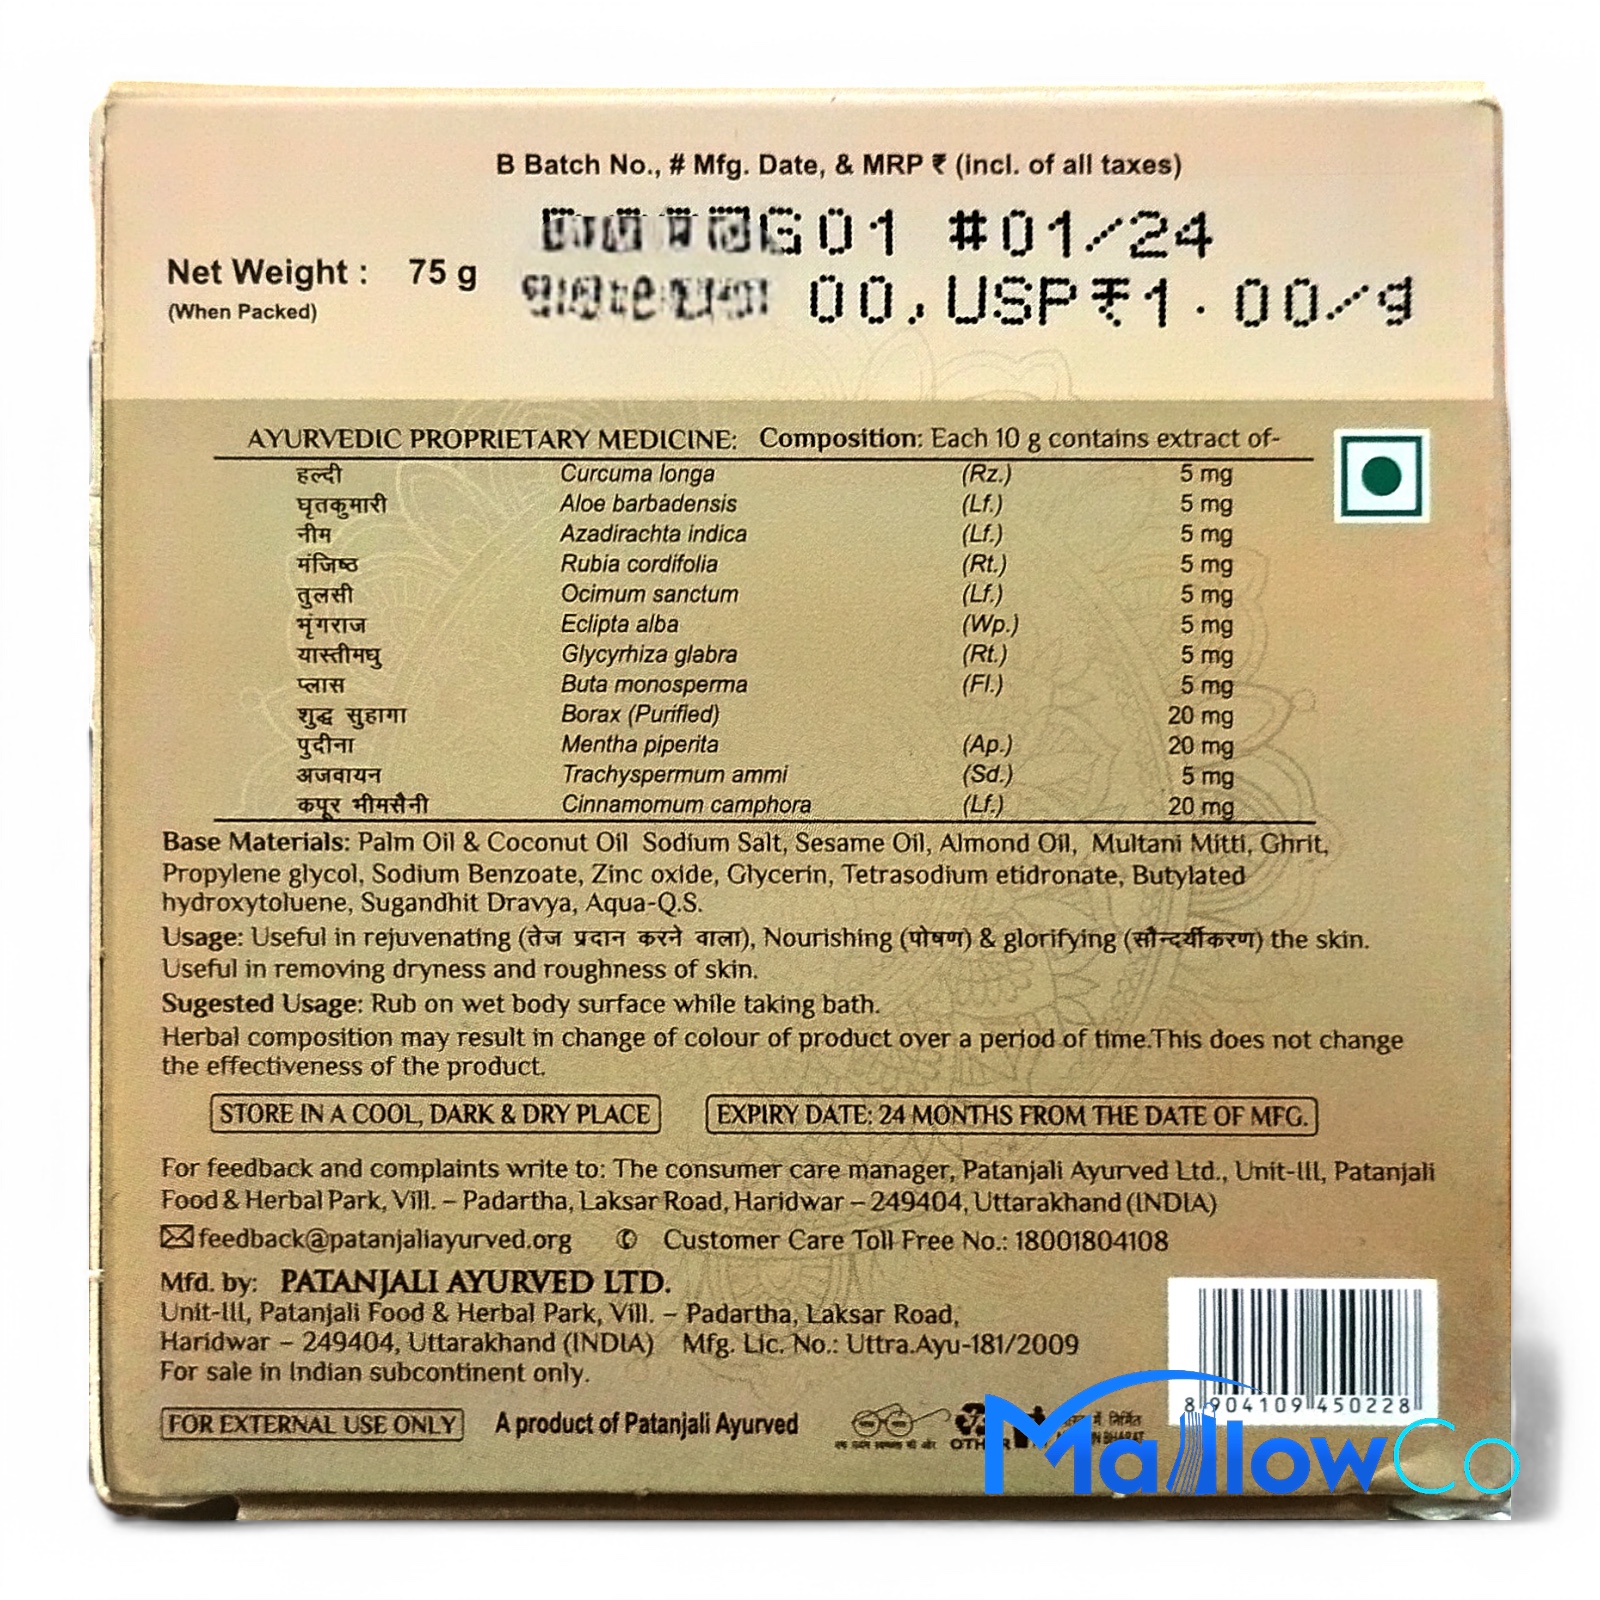 B Batch No., # Mfg. Date, & MRP ₹ (incl. of all taxes)
G01 #01/24
Net Weight : 75 g
00, USP₹1.00/g
(When Packed)
AYURVEDIC PROPRIETARY MEDICINE: Composition: Each 10 g contains extract of-
हल्दी Curcuma longa (Rz.) 5 mg
घृतकुमारी Aloe barbadensis (Lf.) 5 mg
नीम Azadirachta indica (Lf.) 5 mg
मंजिष्ठ Rubia cordifolia (Rt.) 5 mg
तुलसी Ocimum sanctum (Lf.) 5 mg
भृंगराज Eclipta alba (Wp.) 5 mg
यास्तीमधु Glycyrhiza glabra (Rt.) 5 mg
प्लास Buta monosperma (Fl.) 5 mg
शुद्ध सुहागा Borax (Purified) 20 mg
पुदीना Mentha piperita (Ap.) 20 mg
अजवायन Trachyspermum ammi (Sd.) 5 mg
कपूर भीमसैनी Cinnamomum camphora (Lf.) 20 mg
Base Materials: Palm Oil & Coconut Oil Sodium Salt, Sesame Oil, Almond Oil, Multani Mitti, Ghrit,
Propylene glycol, Sodium Benzoate, Zinc oxide, Glycerin, Tetrasodium etidronate, Butylated
hydroxytoluene, Sugandhit Dravya, Aqua-Q.S.
Usage: Useful in rejuvenating (तेज प्रदान करने वाला), Nourishing (पोषण) & glorifying (सौन्दर्यीकरण) the skin.
Useful in removing dryness and roughness of skin.
Sugested Usage: Rub on wet body surface while taking bath.
Herbal composition may result in change of colour of product over a period of time.This does not change
the effectiveness of the product.
STORE IN A COOL, DARK & DRY PLACE EXPIRY DATE: 24 MONTHS FROM THE DATE OF MFG.
For feedback and complaints write to: The consumer care manager, Patanjali Ayurved Ltd., Unit-III, Patanjali
Food & Herbal Park, Vill. – Padartha, Laksar Road, Haridwar – 249404, Uttarakhand (INDIA)
feedback@patanjaliayurved.org Customer Care Toll Free No.: 18001804108
Mfd. by: PATANJALI AYURVED LTD.
Unit-III, Patanjali Food & Herbal Park, Vill. – Padartha, Laksar Road,
Haridwar – 249404, Uttarakhand (INDIA) Mfg. Lic. No.: Uttra.Ayu-181/2009
For sale in Indian subcontinent only.
8 904109 450228
FOR EXTERNAL USE ONLY A product of Patanjali Ayurved
MallowCo